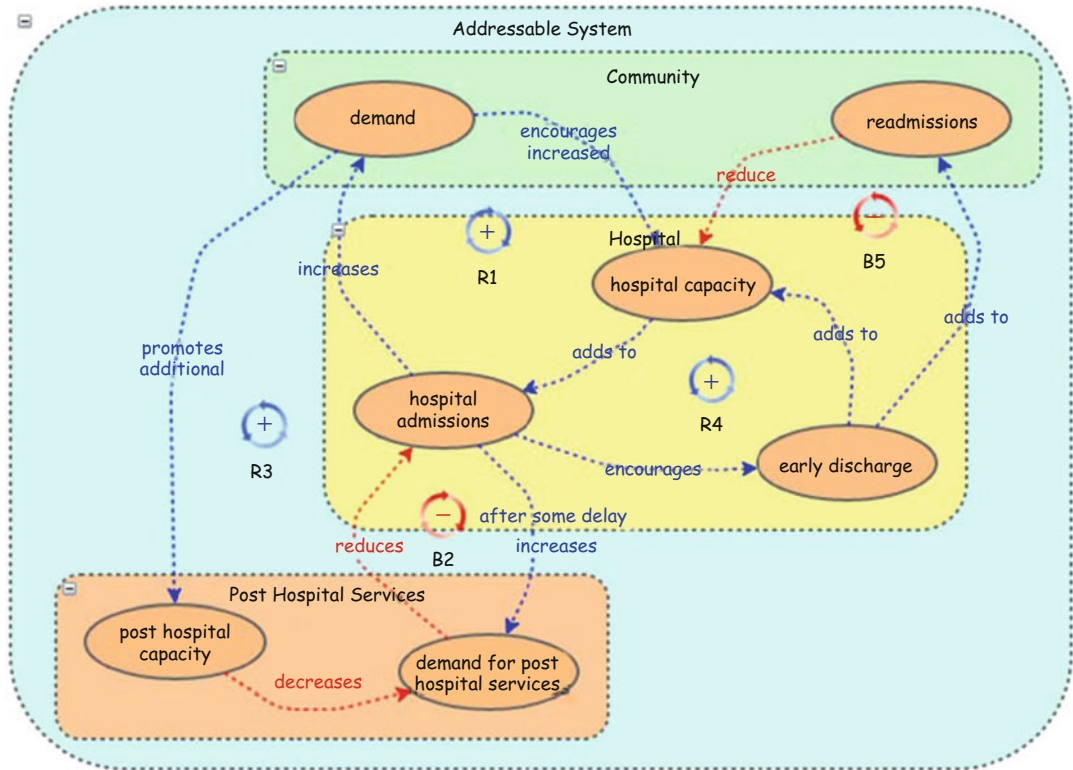 Addressable System
Community
demand
readmissions
encourages
increased
reduce
+
R1
−
B5
Hospital
hospital capacity
increases
adds to
adds to
adds to
promotes
additional
+
R4
hospital
admissions
+
R3
encourages
early discharge
−
B2
after some delay
reduces
increases
Post Hospital Services
post hospital
capacity
demand for post
hospital services
decreases